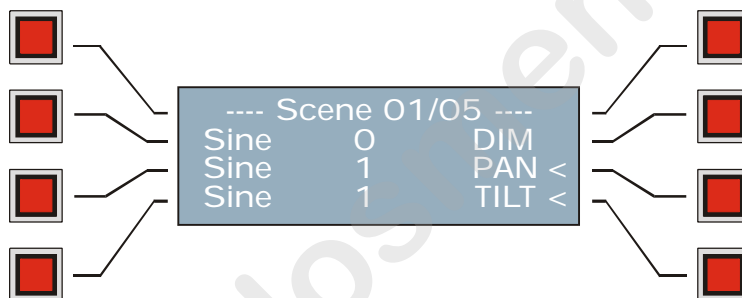 ---- Scene 01/05 ----
Sine 0 DIM
Sine 1 PAN <
Sine 1 TILT <